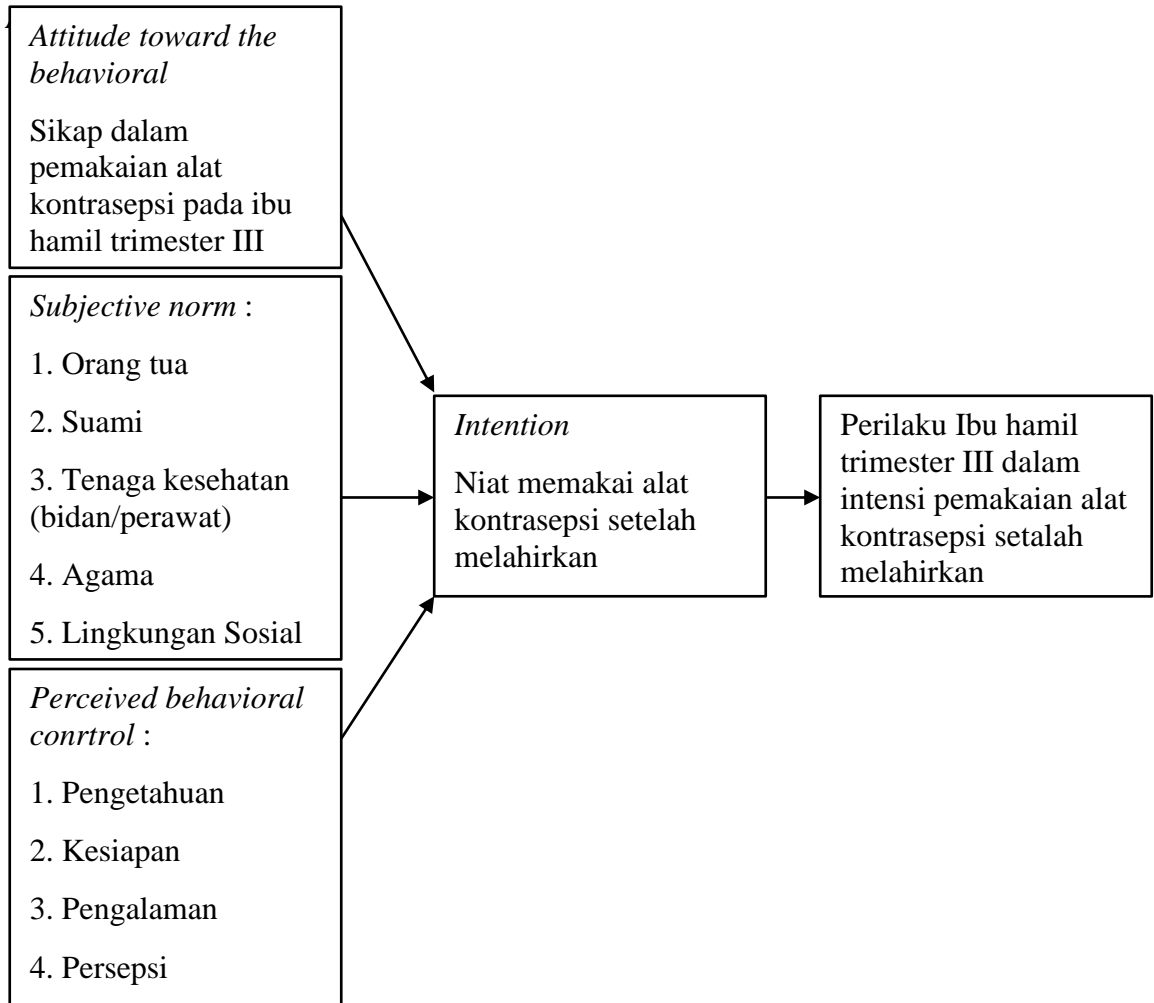 Attitude toward the
behavioral
Sikap dalam
pemakaian alat
kontrasepsi pada ibu
hamil trimester III
Subjective norm :
1. Orang tua
2. Suami
3. Tenaga kesehatan
(bidan/perawat)
4. Agama
5. Lingkungan Sosial
Perceived behavioral
conrtrol :
1. Pengetahuan
2. Kesiapan
3. Pengalaman
4. Persepsi
Intention
Niat memakai alat
kontrasepsi setelah
melahirkan
Perilaku Ibu hamil
trimester III dalam
intensi pemakaian alat
kontrasepsi setalah
melahirkan